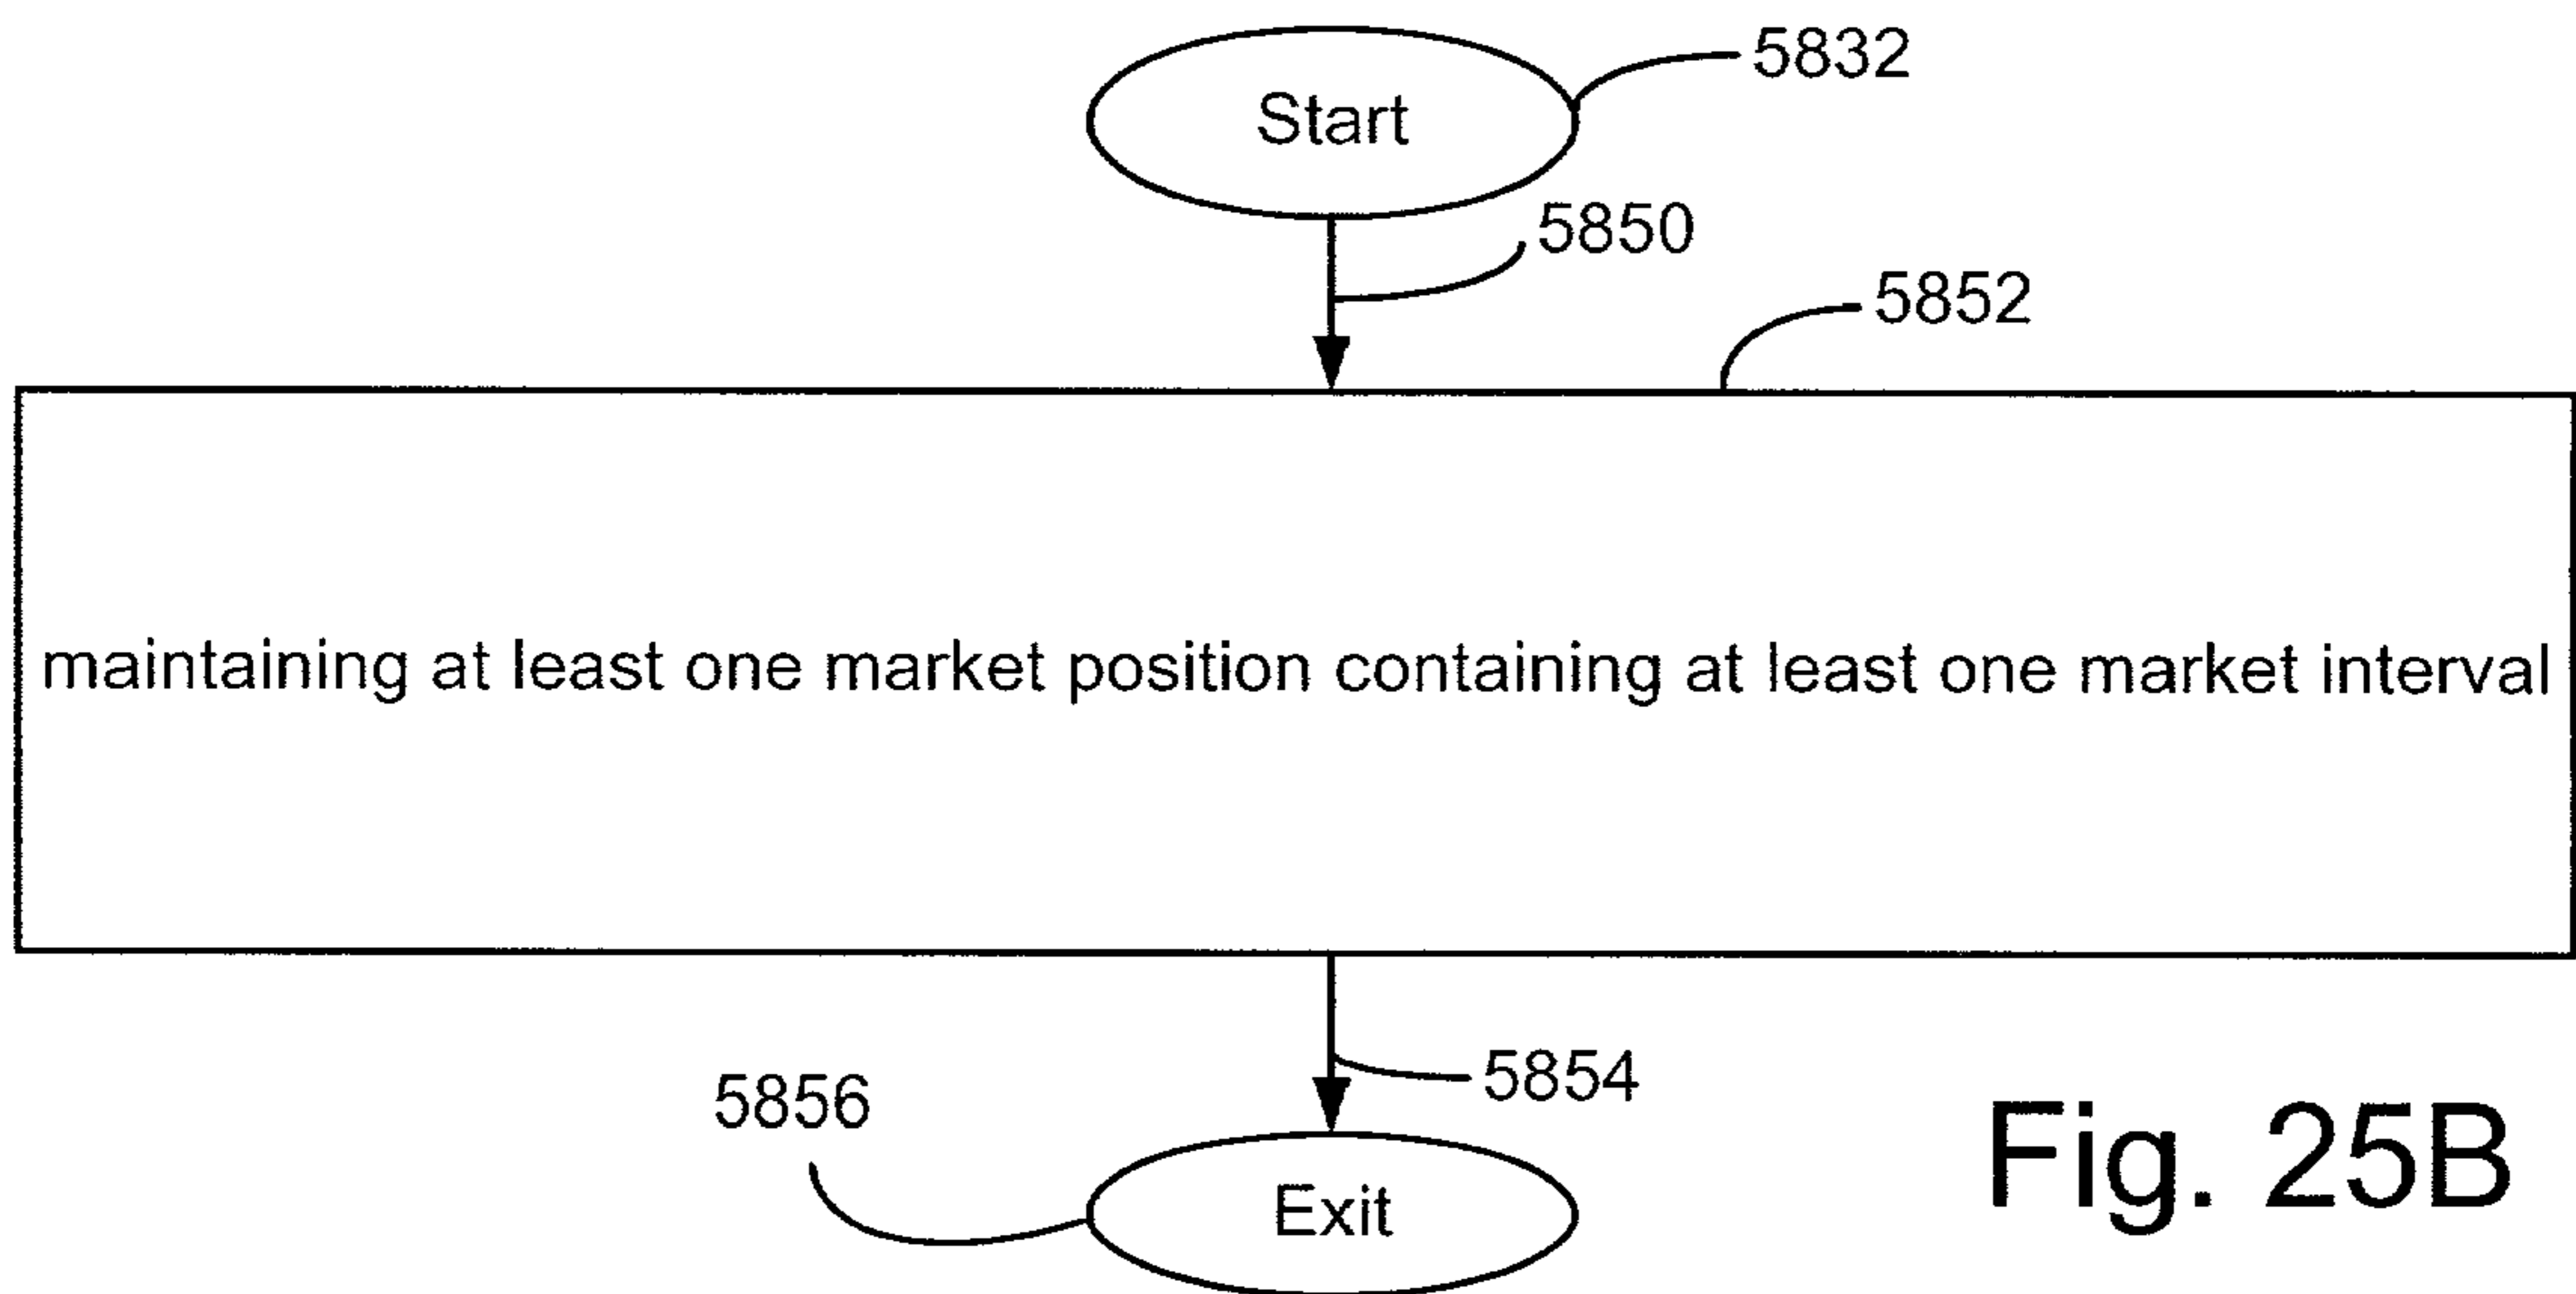 5832
Start
5850
5852
maintaining at least one market position containing at least one market interval
5854
5856
Exit
Fig. 25B